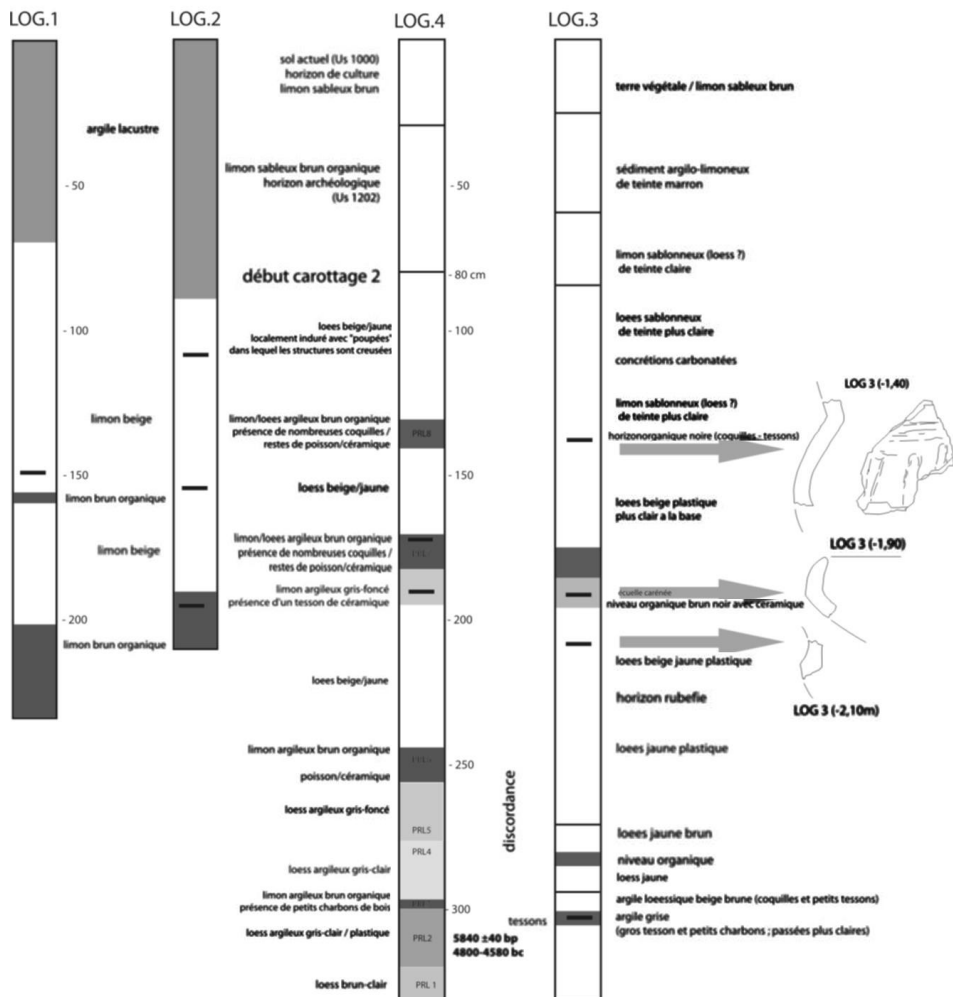 LOG.1
LOG.2
LOG.4
LOG.3
argile lacustre
limon beige
limon brun organique
limon beige
limon brun organique
- 50
- 100
- 150
- 200
sol actuel (Us 1000)
horizon de culture
limon sableux brun
limon sableux brun organique
horizon archéologique
(Us 1202)
début carottage 2
loees beige/jaune
localement induré avec "poupées"
dans lequel les structures sont creusées
limon/loees argileux brun organique
présence de nombreuses coquilles /
restes de poisson/céramique
loess beige/jaune
limon/loees argileux brun organique
présence de nombreuses coquilles /
restes de poisson/céramique
limon argileux gris-foncé
présence d'un tesson de céramique
loees beige/jaune
limon argileux brun organique
poisson/céramique
loess argileux gris-foncé
loess argileux gris-clair
limon argileux brun organique
présence de petits charbons de bois
loess argileux gris-clair / plastique
loess brun-clair
PRL8
PRL5
PRL4
PRL2
PRL 1
- 50
- 80 cm
- 100
- 150
- 200
- 250
300
discordance
tessons
5840 ±40 bp
4800-4580 bc
terre végétale / limon sableux brun
sédiment argilo-limoneux
de teinte marron
limon sablonneux (loess ?)
de teinte claire
loees sablonneux
de teinte plus claire
concrétions carbonatées
limon sablonneux (loess ?)
de teinte plus claire
horizonorganique noire (coquilles - tessons)
loees beige plastique
plus clair a la base
écuelle carénée
niveau organique brun noir avec céramique
loees beige jaune plastique
horizon rubefie
loees jaune plastique
loees jaune brun
niveau organique
loess jaune
argile loessique beige brune (coquilles et petits tessons)
argile grise
(gros tesson et petits charbons ; passées plus claires)
LOG 3 (-1,40)
LOG 3 (-1,90)
LOG 3 (-2,10m)